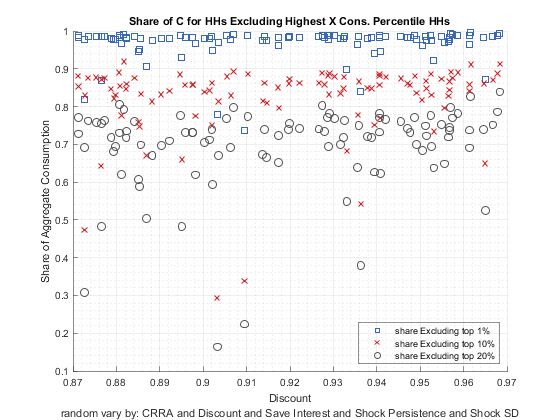 Share of C for HHs Excluding Highest X Cons. Percentile HHs
1
0.9
0.8
0.7
0.6
0.5
0.4
0.3
0.2
0.1
Share of Aggregate Consumption
share Excluding top 1%
share Excluding top 10%
share Excluding top 20%
0.87 0.88 0.89 0.9 0.91 0.92 0.93 0.94 0.95 0.96 0.97
Discount
random vary by: CRRA and Discount and Save Interest and Shock Persistence and Shock SD